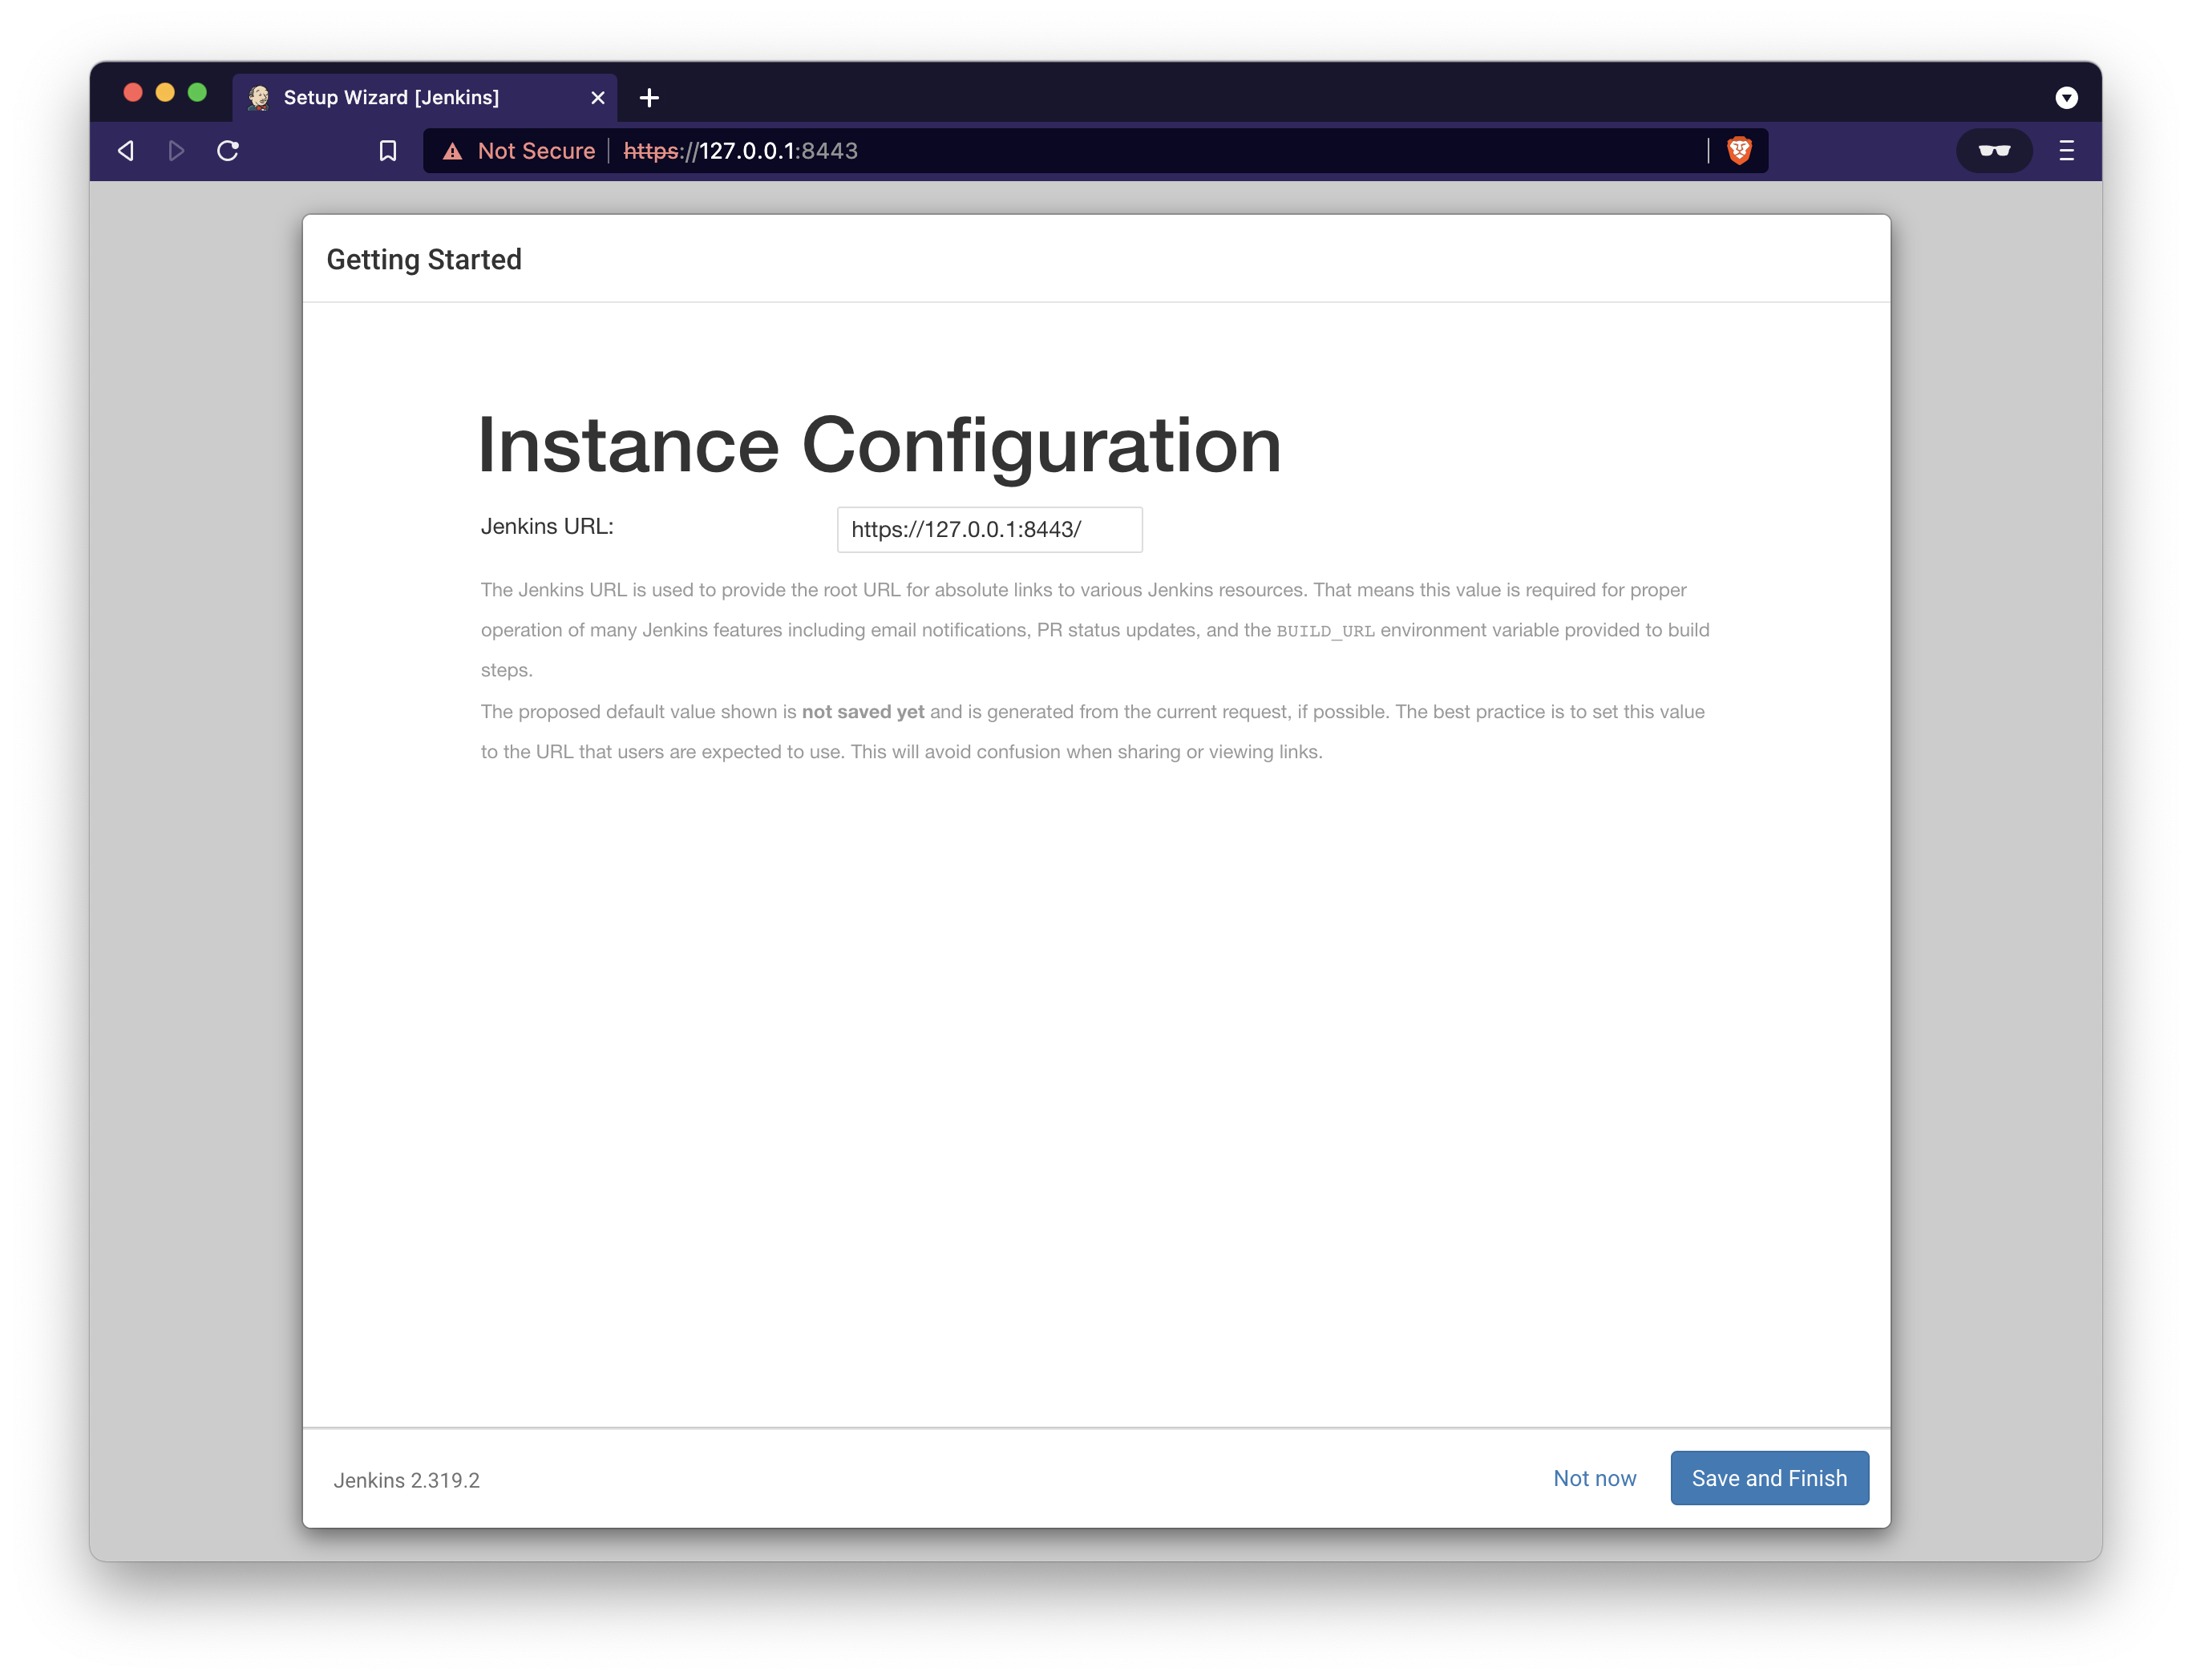 Setup Wizard [Jenkins]
Not Secure https://127.0.0.1:8443
Getting Started
Instance Configuration
Jenkins URL: https://127.0.0.1:8443/
The Jenkins URL is used to provide the root URL for absolute links to various Jenkins resources. That means this value is required for proper
operation of many Jenkins features including email notifications, PR status updates, and the BUILD_URL environment variable provided to build
steps.
The proposed default value shown is not saved yet and is generated from the current request, if possible. The best practice is to set this value
to the URL that users are expected to use. This will avoid confusion when sharing or viewing links.
Jenkins 2.319.2 Not now Save and Finish